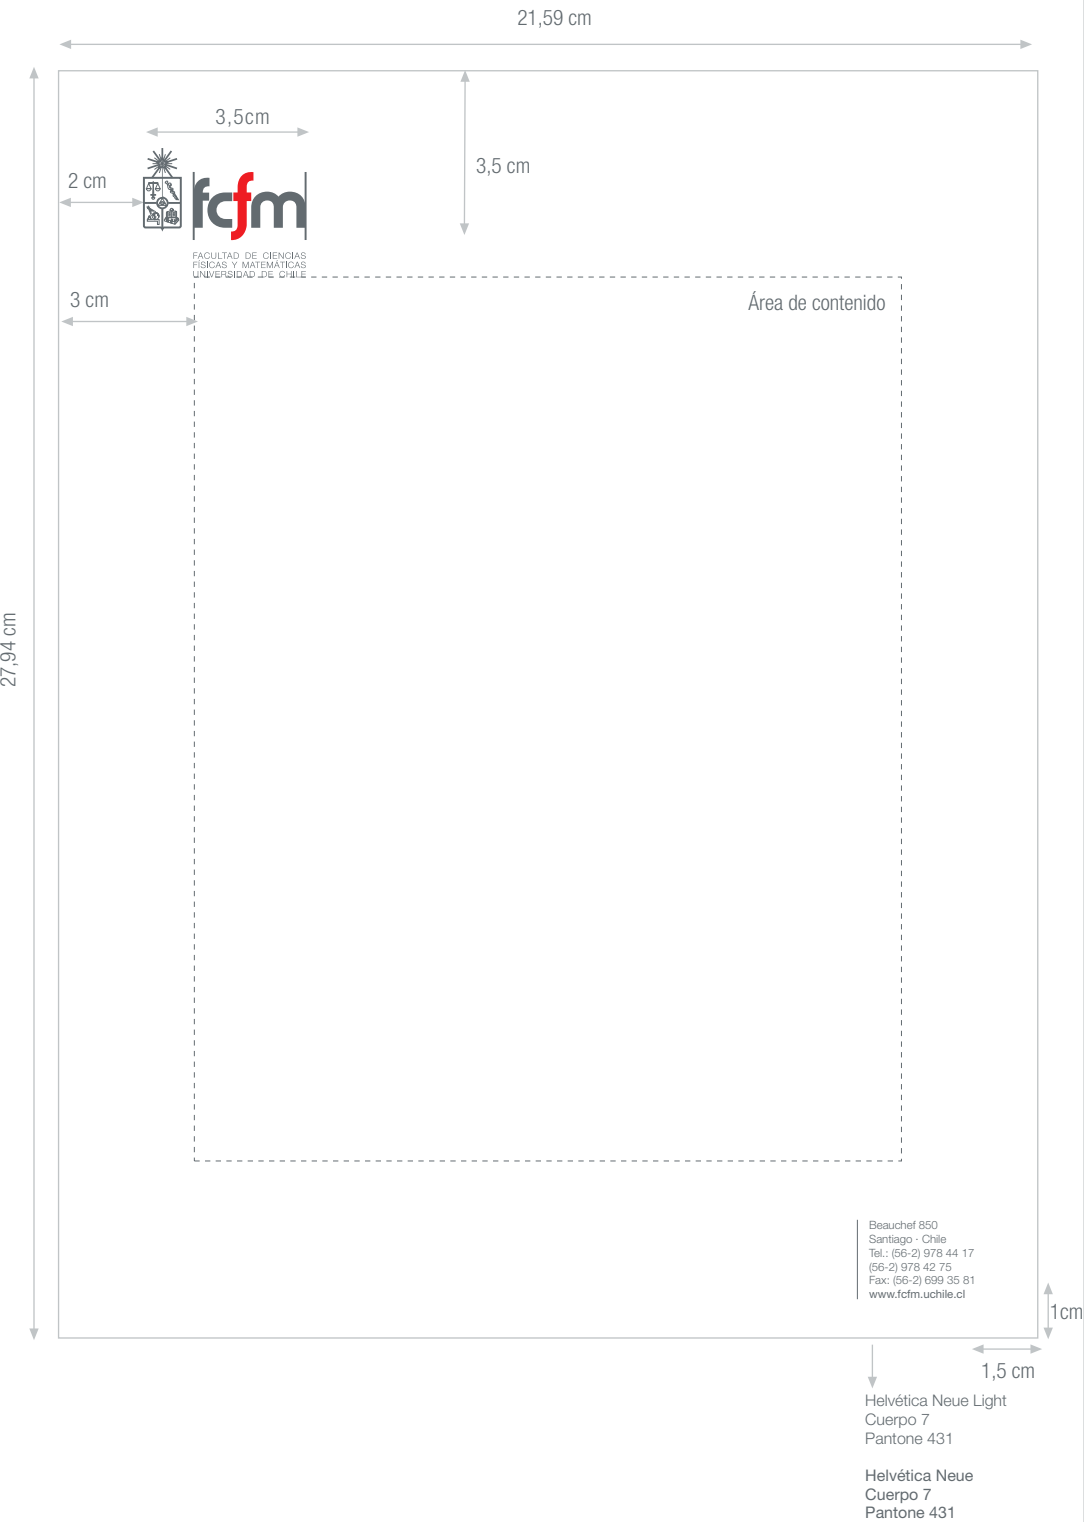 21,59 cm
3,5cm
3,5 cm
2 cm
fcfm
FACULTAD DE CIENCIAS
FÍSICAS Y MATEMÁTICAS
UNIVERSIDAD DE CHILE
3 cm
Área de contenido
27,94 cm
Beauchef 850
Santiago · Chile
Tel.: (56-2) 978 44 17
(56-2) 978 42 75
Fax: (56-2) 699 35 81
www.fcfm.uchile.cl
1cm
1,5 cm
Helvética Neue Light
Cuerpo 7
Pantone 431
Helvética Neue
Cuerpo 7
Pantone 431